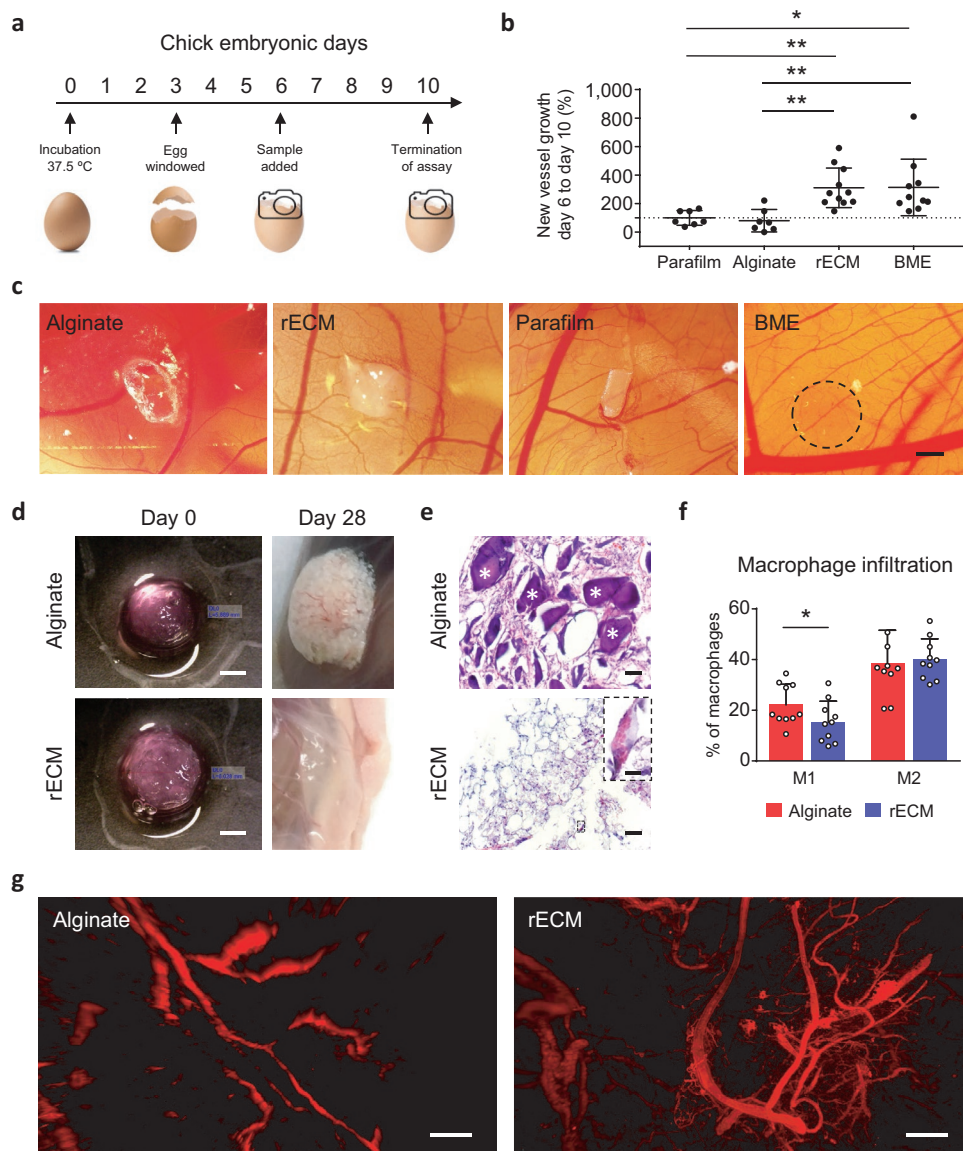 a
Chick embryonic days
0 1 2 3 4 5 6 7 8 9 10
Incubation
37.5 ºC
Egg
windowed
Sample
added
Termination
of assay
b
*
**
**
**
New vessel growth
day 6 to day 10 (%)
1,000
800
600
400
200
100
0
Parafilm Alginate rECM BME
c
Alginate
rECM
Parafilm
BME
d
Day 0
Day 28
Alginate
rECM
e
Alginate
*
*
*
*
rECM
f
Macrophage infiltration
% of macrophages
60
40
20
0
*
M1 M2
Alginate rECM
g
Alginate
rECM